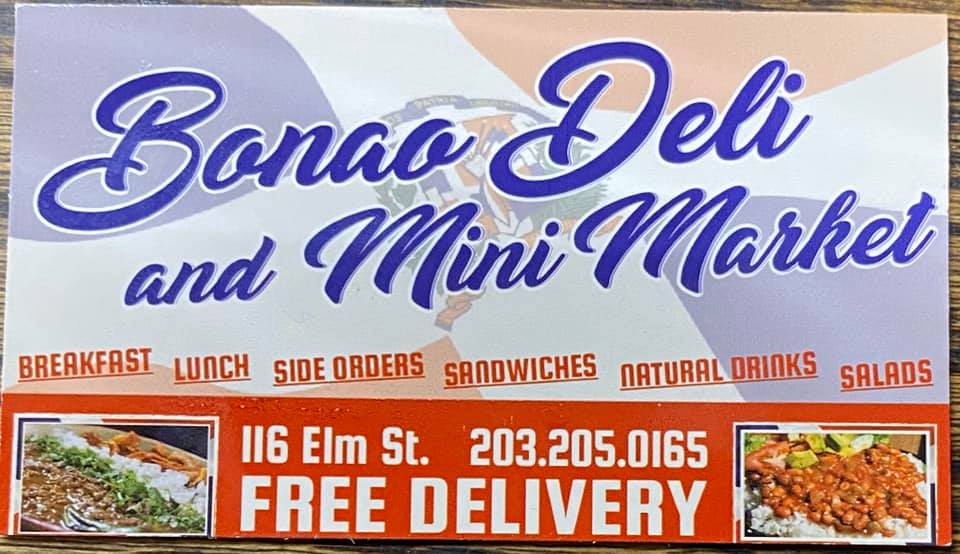 Bonao Deli
and Mini Market
PATRIA
BREAKFAST LUNCH SIDE ORDERS SANDWICHES NATURAL DRINKS SALADS
116 Elm St. 203.205.0165
FREE DELIVERY